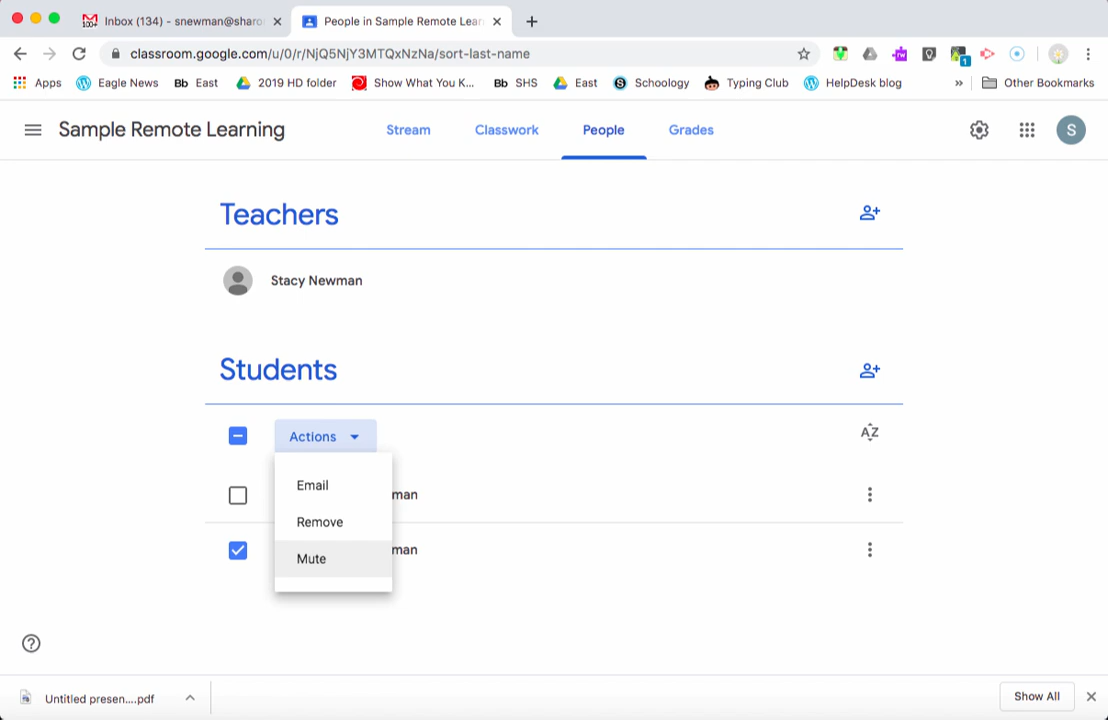 Inbox (134) - snewman@sharo
People in Sample Remote Lear
classroom.google.com/u/0/r/NjQ5NjY3MTQxNzNa/sort-last-name
1
Apps Eagle News Bb East 2019 HD folder Show What You K... Bb SHS East S Schoology Typing Club HelpDesk blog » Other Bookmarks
Sample Remote Learning Stream Classwork People Grades S
Teachers
Stacy Newman
Students
Actions AZ
Email
man
Remove
man
Mute
Untitled presen....pdf Show All